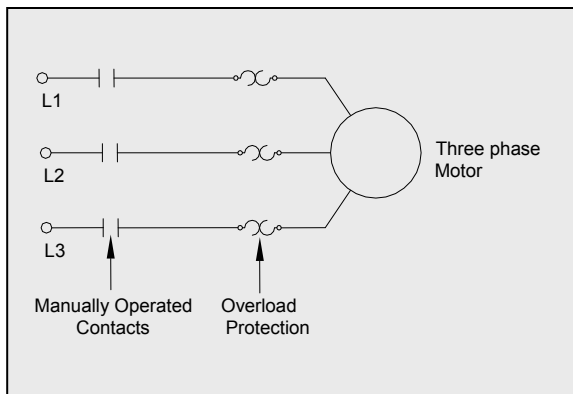 L1
L2
L3
Three phase
Motor
Manually Operated
Contacts
Overload
Protection